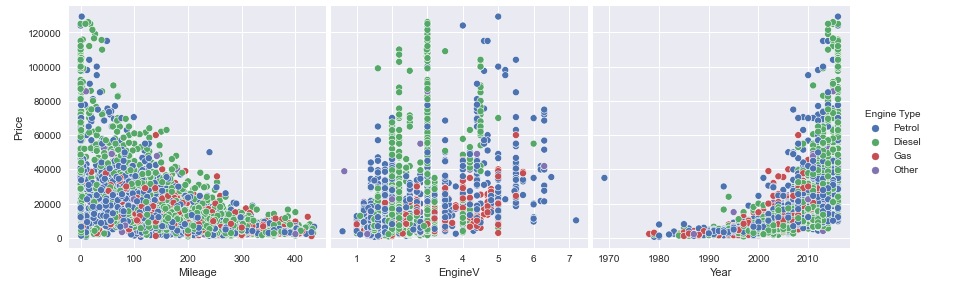 Price
120000
100000
80000
60000
40000
20000
0
0 100 200 300 400
Mileage
1 2 3 4 5 6 7
EngineV
1970 1980 1990 2000 2010
Year
Engine Type
Petrol
Diesel
Gas
Other